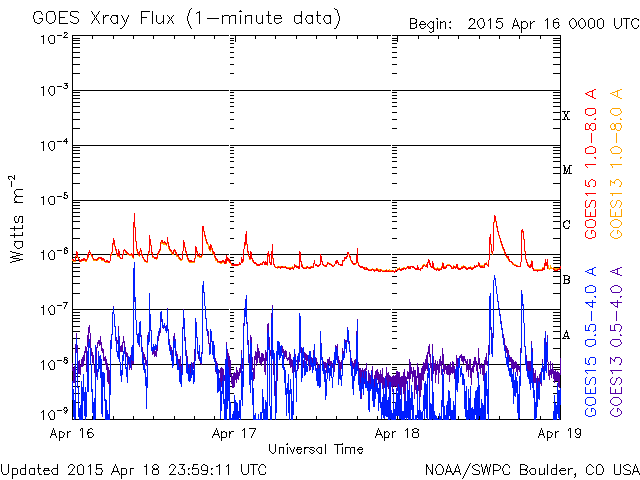 GOES Xray Flux (1-minute data)
Begin: 2015 Apr 16 0000 UTC
10⁻²
10⁻³
10⁻⁴
10⁻⁵
10⁻⁶
10⁻⁷
10⁻⁸
10⁻⁹
Watts m⁻²
X
M
C
B
A
GOES15 1.0-8.0 A
GOES13 1.0-8.0 A
GOES15 0.5-4.0 A
GOES13 0.5-4.0 A
Apr 16
Apr 17
Apr 18
Apr 19
Universal Time
Updated 2015 Apr 18 23:59:11 UTC
NOAA/SWPC Boulder, CO USA